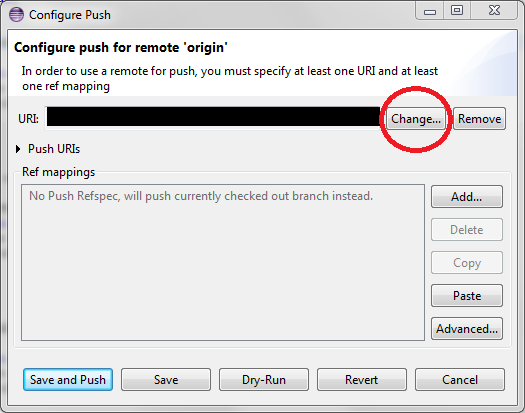 Configure Push
Configure push for remote 'origin'
In order to use a remote for push, you must specify at least one URI and at least
one ref mapping
URI: Change... Remove
Push URIs
Ref mappings
No Push Refspec, will push currently checked out branch instead. Add...
Delete
Copy
Paste
Advanced...
Save and Push Save Dry-Run Revert Cancel